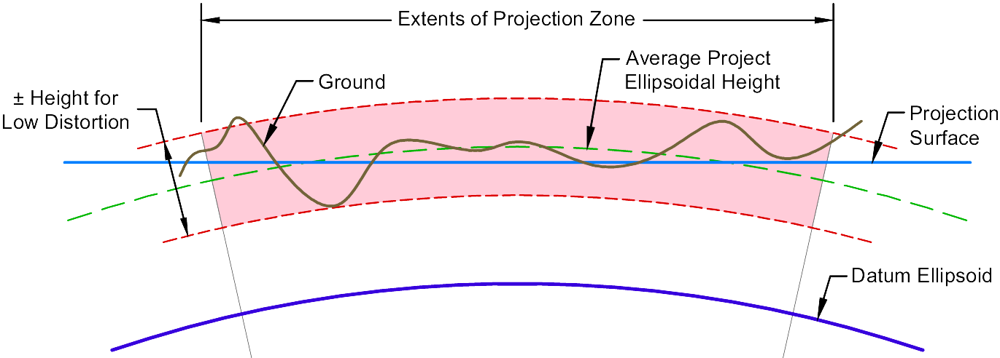 Extents of Projection Zone
Average Project
Ellipsoidal Height
Ground
± Height for
Low Distortion
Projection
Surface
Datum Ellipsoid